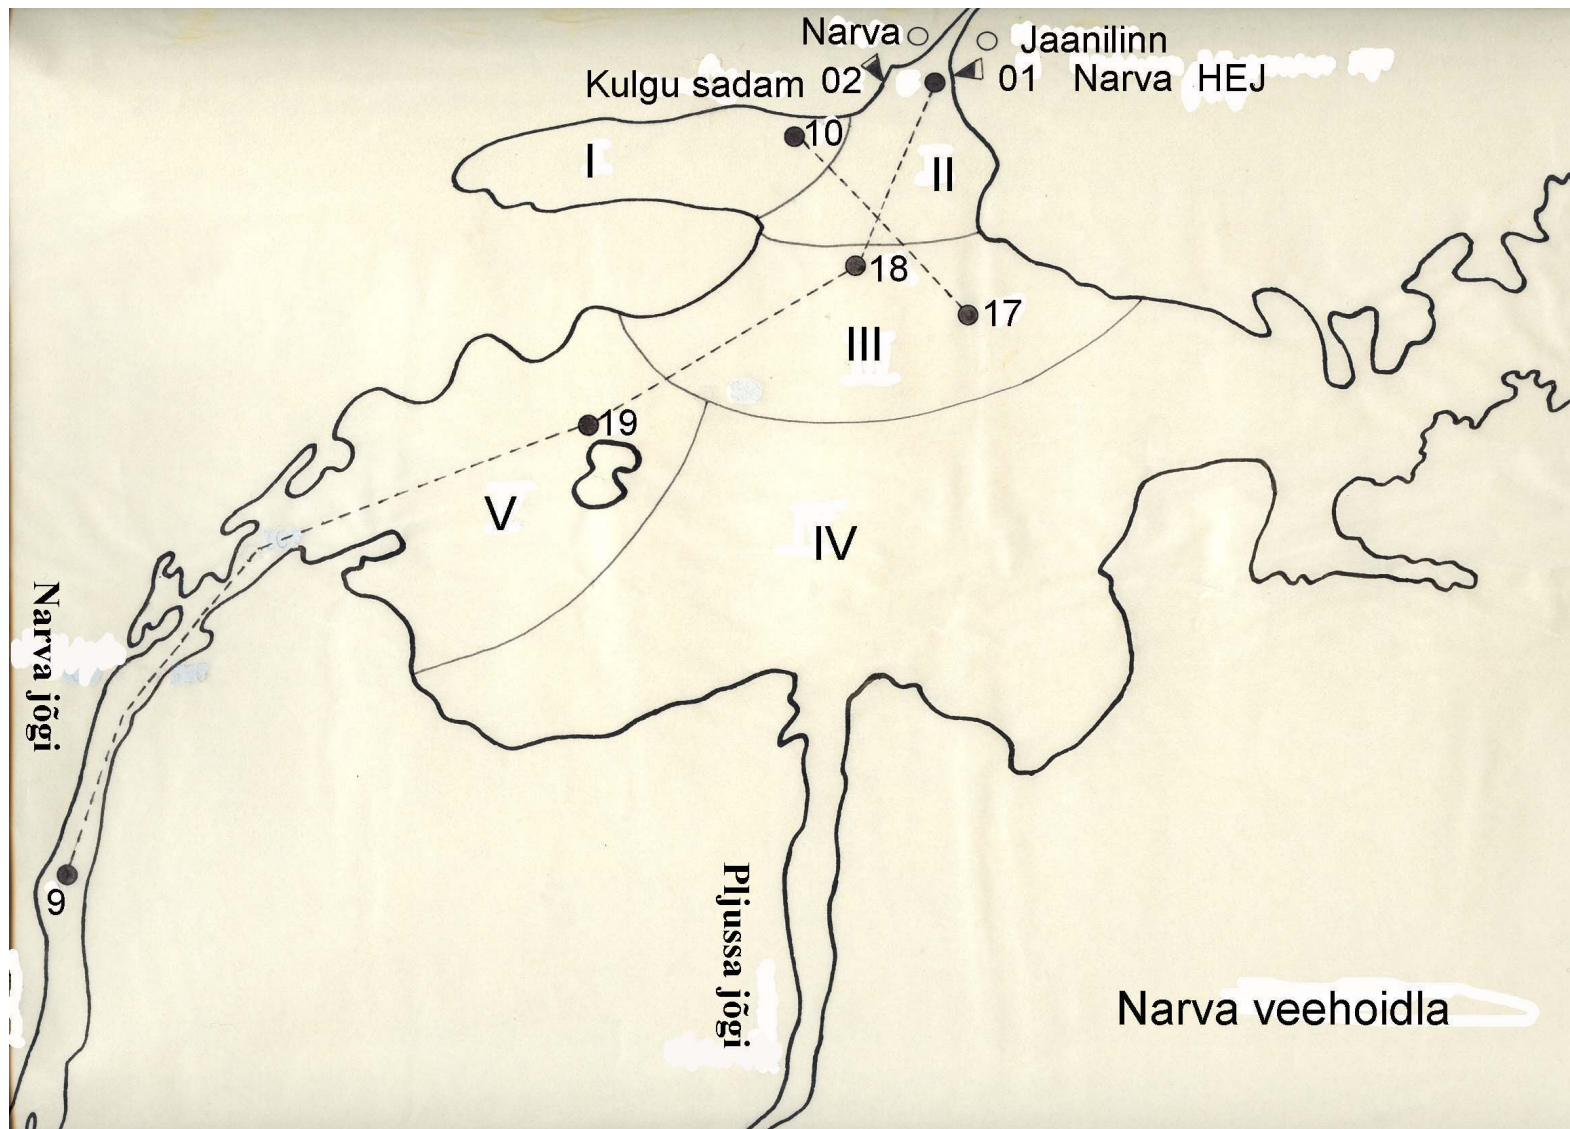 Narva
Jaanilinn
Kulgu sadam 02
01 Narva HEJ
10
I
II
18
17
III
19
V
IV
Narva jõgi
9
Pljussa jõgi
Narva veehoidla